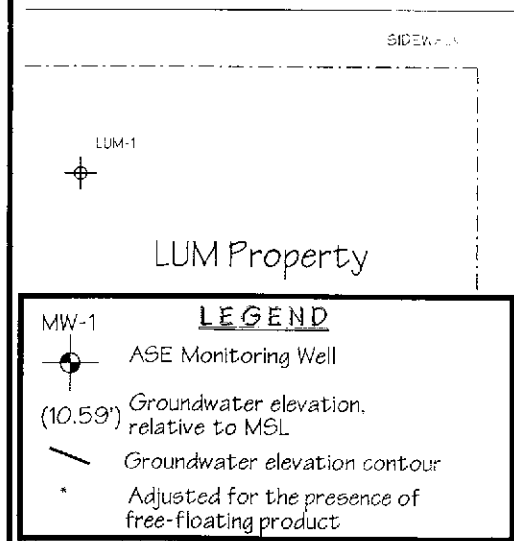 LUM-1
LUM Property
LEGEND
MW-1
ASE Monitoring Well
(10.59') Groundwater elevation,
relative to MSL
Groundwater elevation contour
* Adjusted for the presence of
free-floating product